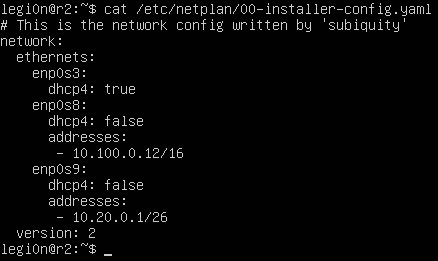 legi0n@r2:~$ cat /etc/netplan/00-installer-config.yaml
# This is the network config written by 'subiquity'
network:
  ethernets:
    enp0s3:
      dhcp4: true
    enp0s8:
      dhcp4: false
      addresses:
       - 10.100.0.12/16
    enp0s9:
      dhcp4: false
      addresses:
       - 10.20.0.1/26
  version: 2
legi0n@r2:~$ _